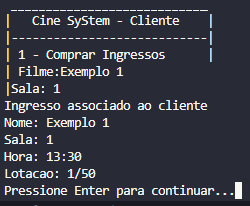 ______________________________
|   Cine SyStem - Cliente      |
|------------------------------|
| 1 - Comprar Ingressos        |
| Filme:Exemplo 1
|Sala: 1
Ingresso associado ao cliente
Nome: Exemplo 1
Sala: 1
Hora: 13:30
Lotacao: 1/50
Pressione Enter para continuar...